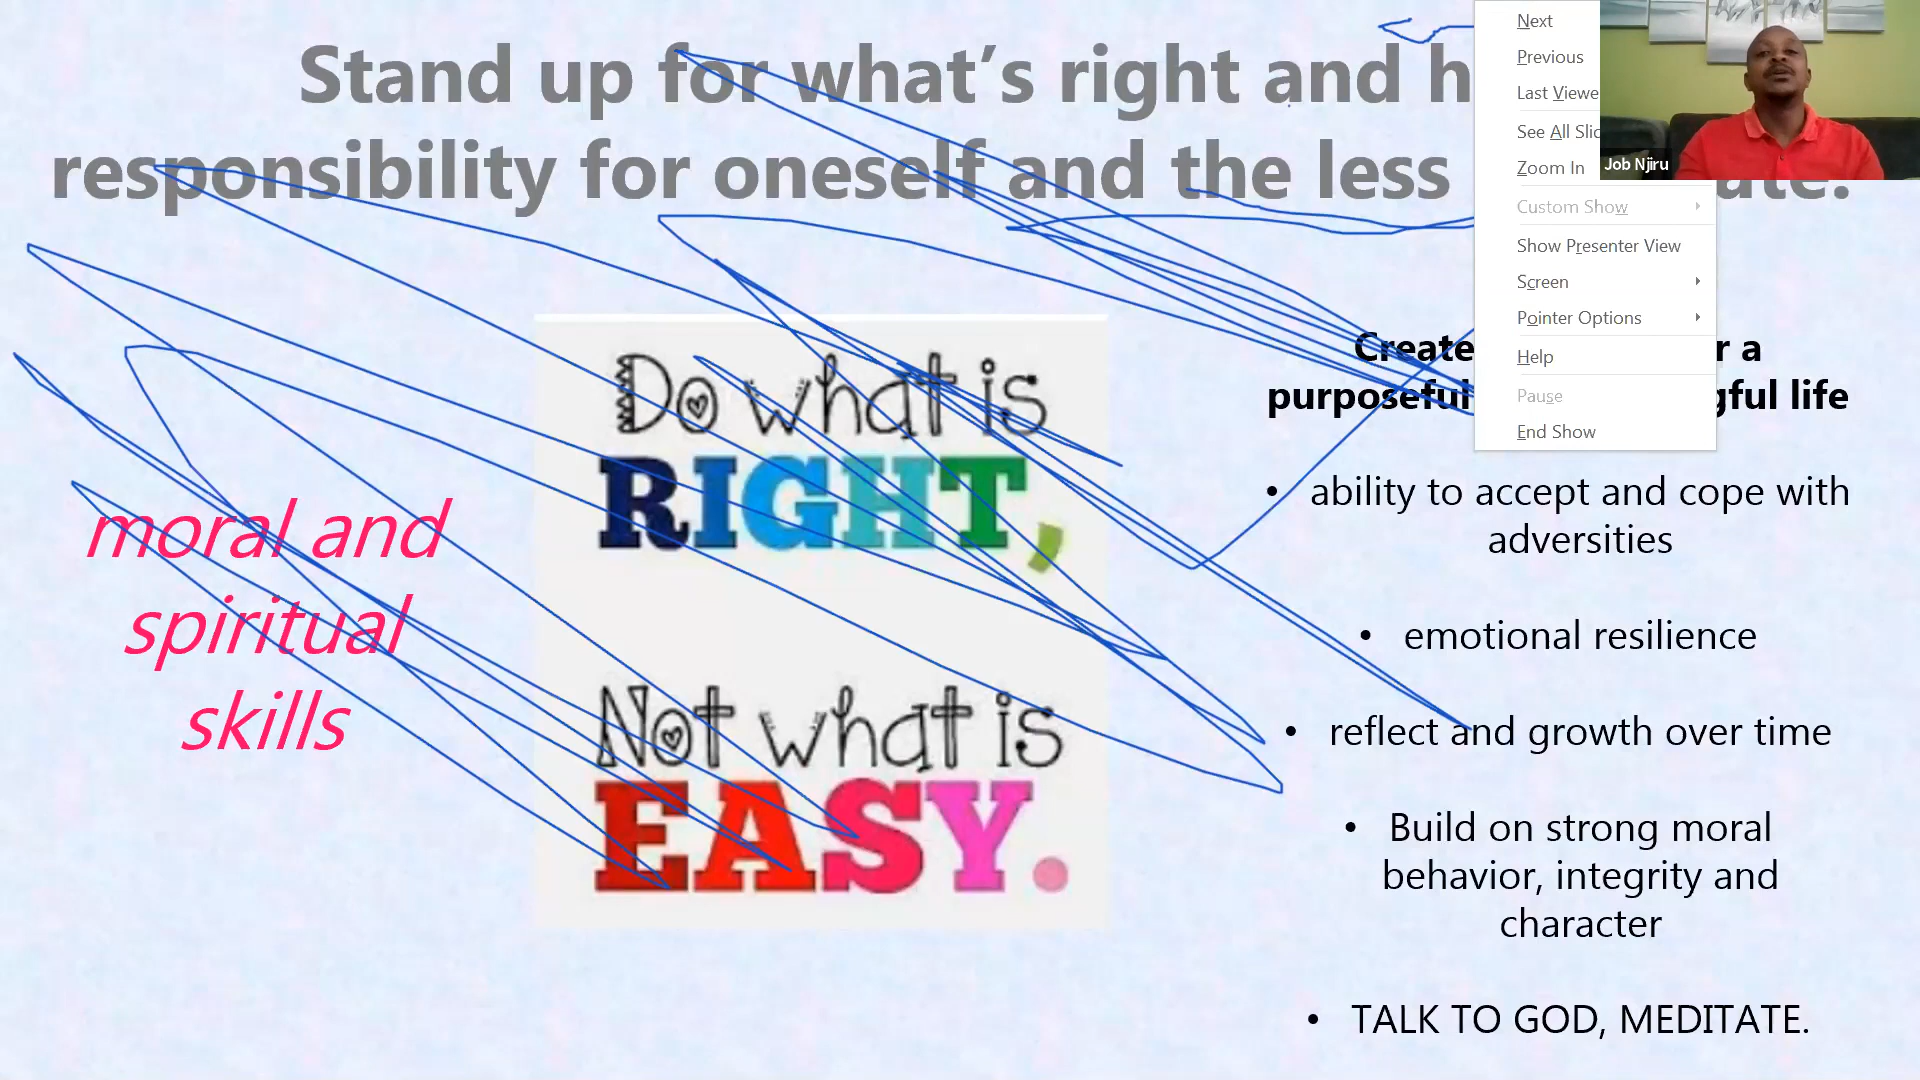 Stand up for what’s right and h
responsibility for oneself and the less ate.
moral and
spiritual
skills
Do what is
RIGHT,
Not what is
EASY.
Create r a
purposeful gful life
• ability to accept and cope with
adversities
• emotional resilience
• reflect and growth over time
• Build on strong moral
behavior, integrity and
character
• TALK TO GOD, MEDITATE.
Next
Previous
Last Viewe
See All Slid
Zoom In
Custom Show
Show Presenter View
Screen
Pointer Options
Help
Pause
End Show
Job Njiru